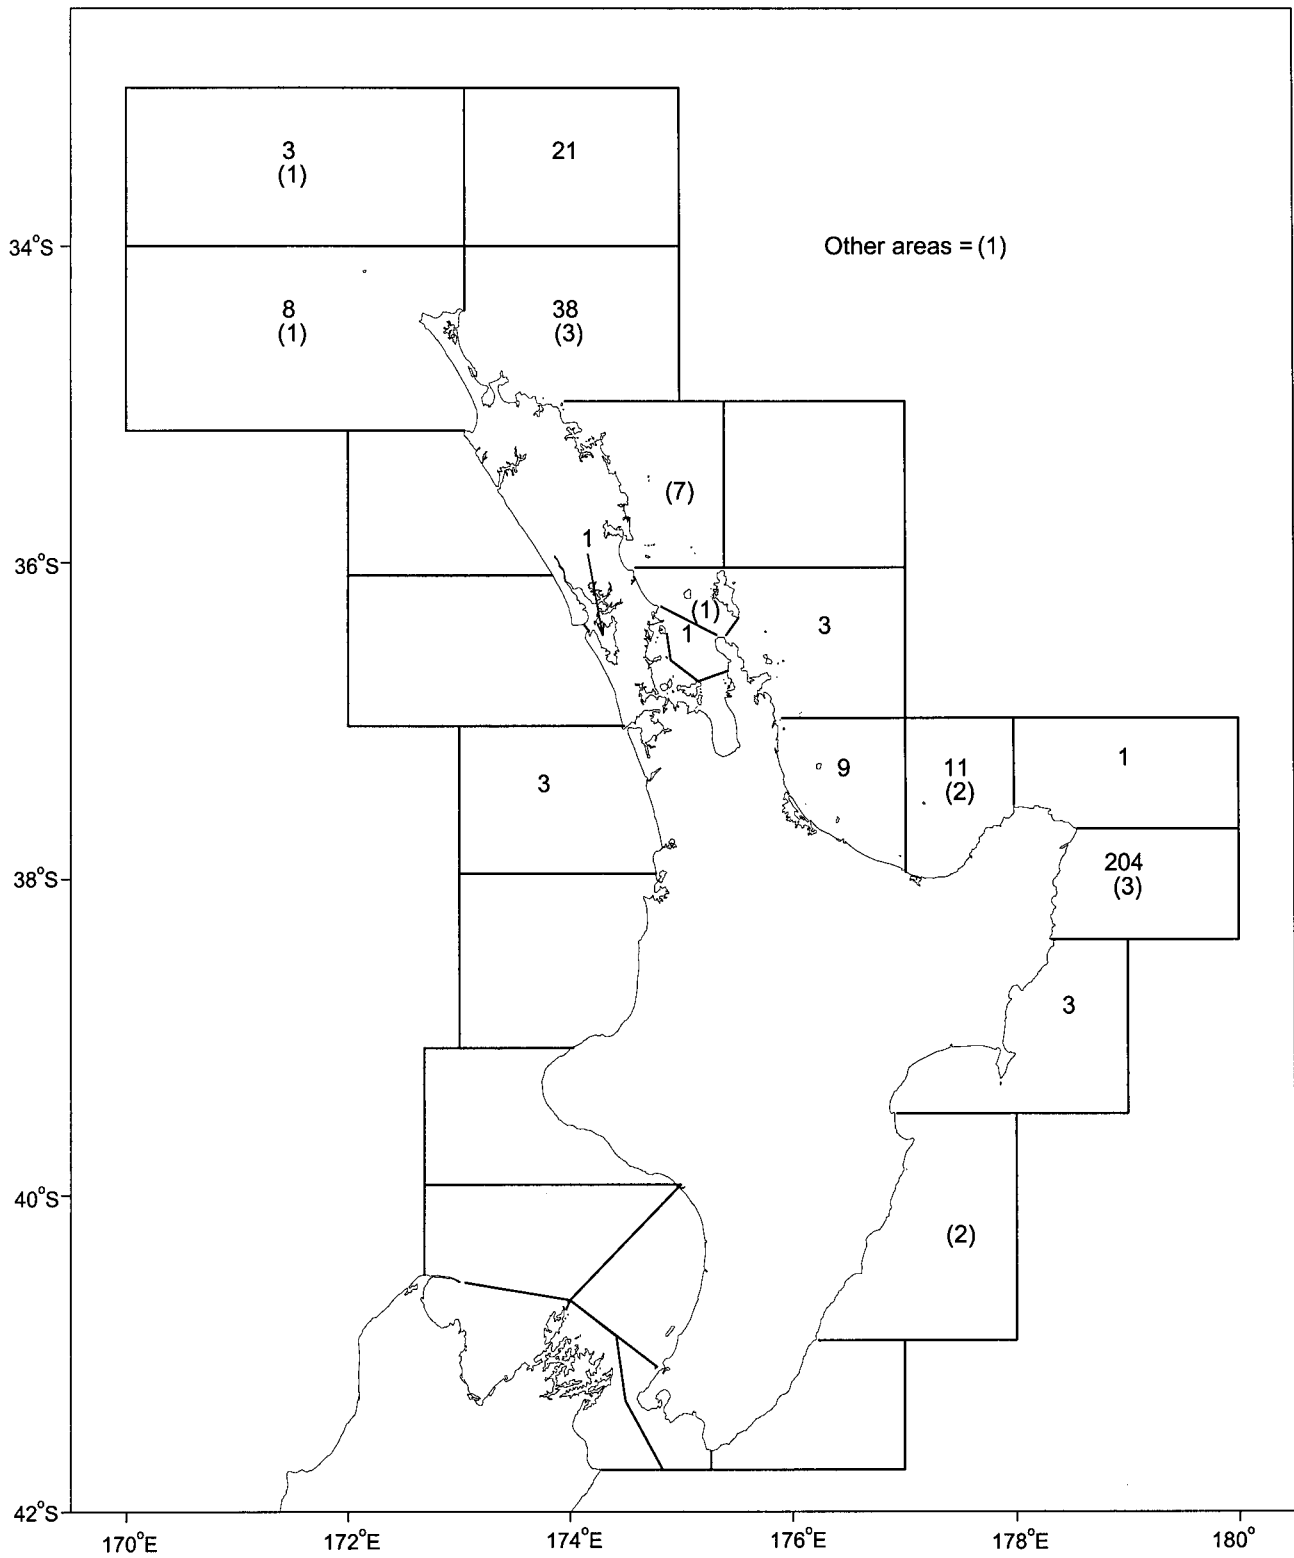 3
(1)
21
34°S
Other areas = (1)
8
(1)
38
(3)
(7)
1
36°S
(1)
1
3
3
9
11
(2)
1
38°S
204
(3)
3
40°S
(2)
42°S
170°E
172°E
174°E
176°E
178°E
180°